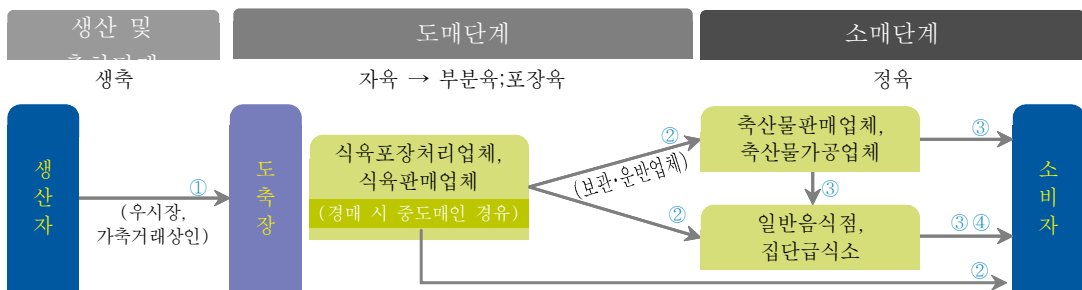 생산 및
도매단계
소매단계
생축
자육 → 부분육;포장육
정육
생산자
①
(우시장,
가축거래상인)
도축장
식육포장처리업체,
식육판매업체
(경매 시 중도매인 경유)
②
(보관·운반업체)
②
축산물판매업체,
축산물가공업체
③
③
일반음식점,
집단급식소
③④
②
소비자